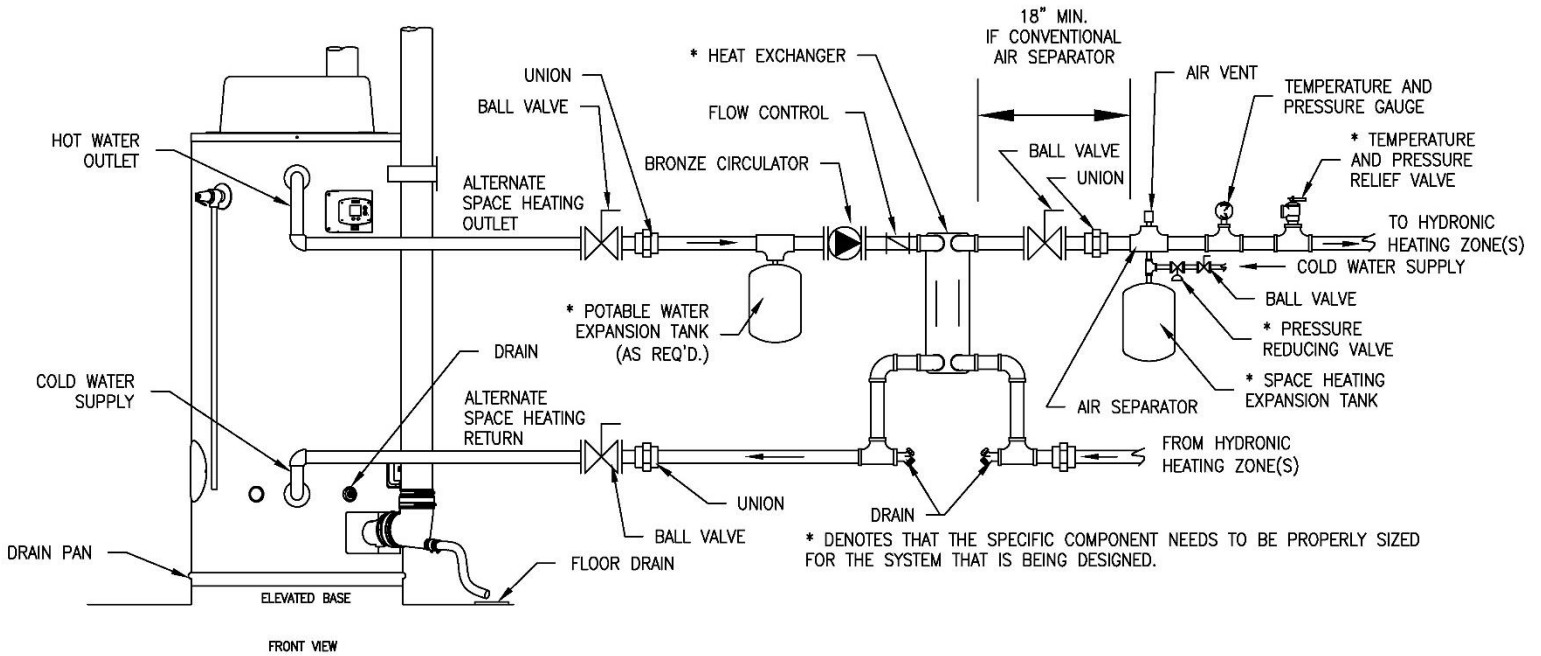 18" MIN.
IF CONVENTIONAL
AIR SEPARATOR
* HEAT EXCHANGER
UNION
AIR VENT
TEMPERATURE AND
PRESSURE GAUGE
BALL VALVE
FLOW CONTROL
HOT WATER
OUTLET
* TEMPERATURE
AND PRESSURE
RELIEF VALVE
BRONZE CIRCULATOR
BALL VALVE
UNION
ALTERNATE
SPACE HEATING
OUTLET
TO HYDRONIC
HEATING ZONE(S)
COLD WATER SUPPLY
BALL VALVE
* POTABLE WATER
EXPANSION TANK
(AS REQ'D.)
* PRESSURE
REDUCING VALVE
DRAIN
* SPACE HEATING
EXPANSION TANK
COLD WATER
SUPPLY
AIR SEPARATOR
ALTERNATE
SPACE HEATING
RETURN
FROM HYDRONIC
HEATING ZONE(S)
UNION
DRAIN
BALL VALVE
* DENOTES THAT THE SPECIFIC COMPONENT NEEDS TO BE PROPERLY SIZED
FOR THE SYSTEM THAT IS BEING DESIGNED.
DRAIN PAN
FLOOR DRAIN
ELEVATED BASE
FRONT VIEW